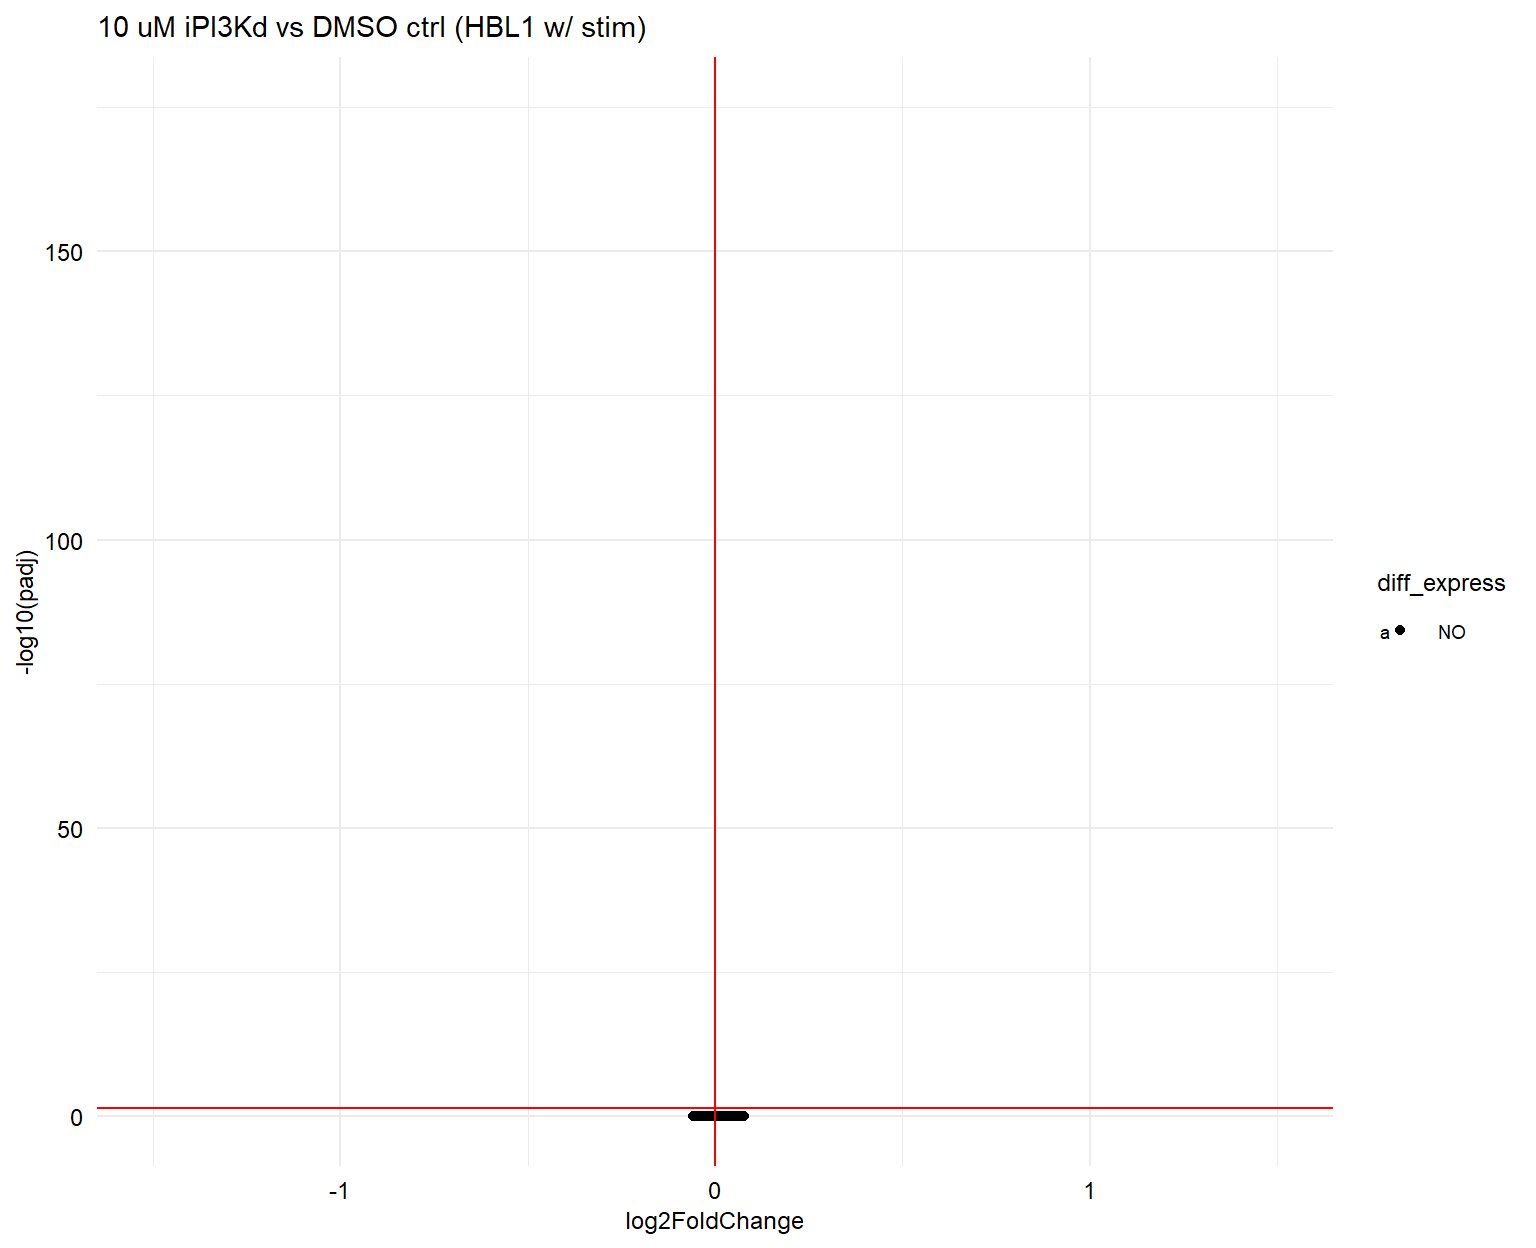 10 uM iPI3Kd vs DMSO ctrl (HBL1 w/ stim)
150
100
50
0
-log10(padj)
-1
0
1
log2FoldChange
diff_express
a NO